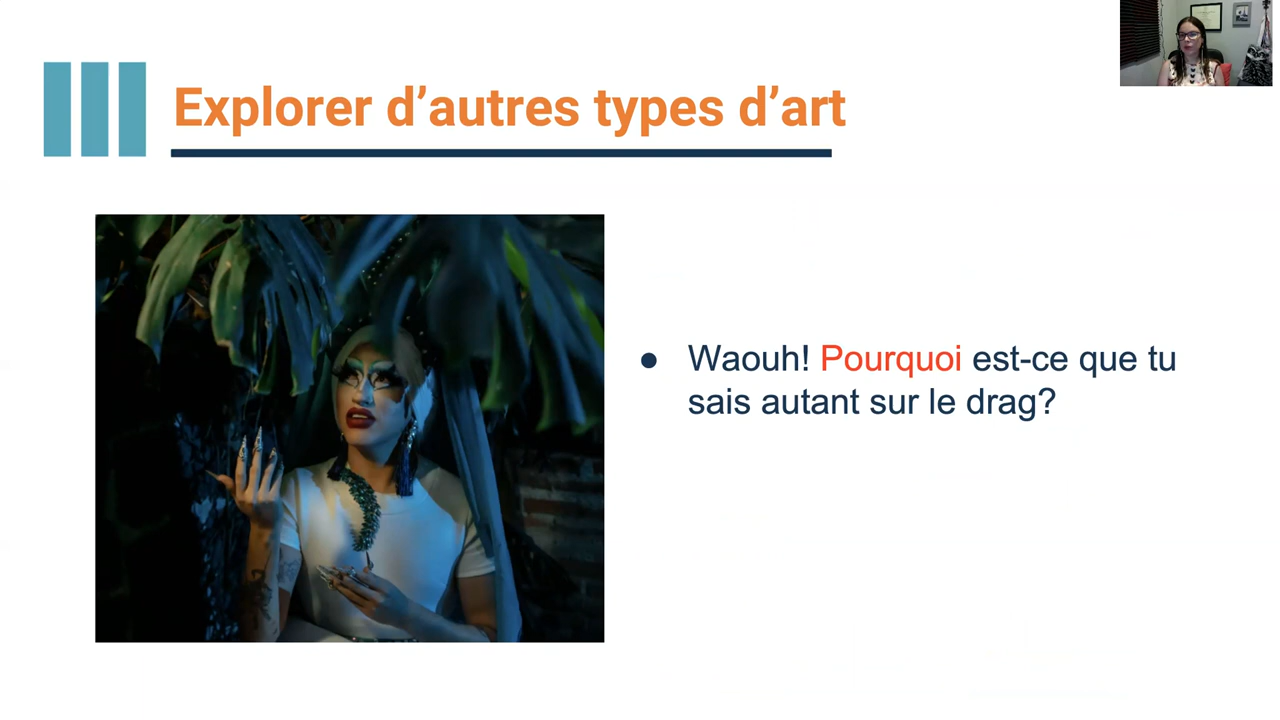 Explorer d’autres types d’art
● Waouh! Pourquoi est-ce que tu
sais autant sur le drag?